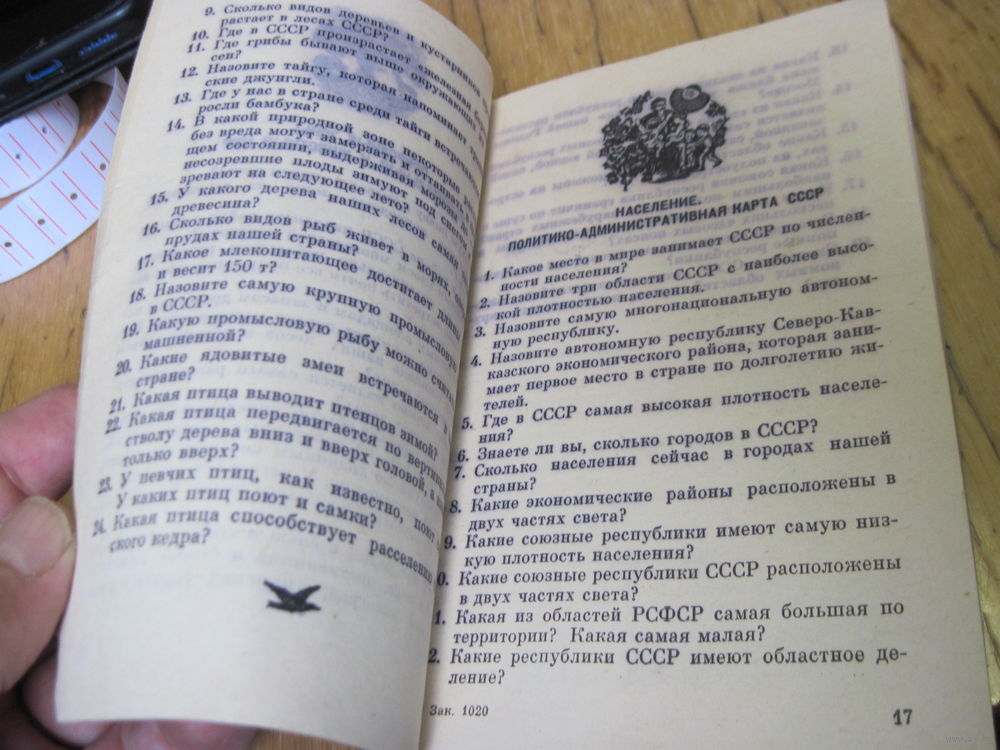 9. Сколько видов деревьев и кустарников
растает в лесах СССР?
10. Где в СССР произрастает «железная
11. Где грибы бывают выше окружающих
сен?
12. Назовите тайгу, которая напоминает
ские джунгли.
13. Где у нас в стране среди тайги встречаются
росли бамбука?
14. В какой природной зоне некоторые
без вреда могут замерзать и оттаивать в
щем состоянии, выдерживая морозы до
несозревшие плоды зимуют под снегом
зревают на следующее лето?
15. У какого дерева наших лесов самая
древесина?
16. Сколько видов рыб живет в морях,
прудах нашей страны?
17. Какое млекопитающее достигает длины
и весит 150 т?
18. Назовите самую крупную промысловую
в СССР.
19. Какую промысловую рыбу можно
машненной?
20. Какие ядовитые змеи встречаются в
стране?
21. Какая птица выводит птенцов зимой?
22. Какая птица передвигается по
стволу дерева вниз и вверх головой, а
только вверх?
23. У певчих птиц, как известно, поют
У каких птиц поют и самки?
24. Какая птица способствует расселению
ского кедра?
НАСЕЛЕНИЕ.
ПОЛИТИКО-АДМИНИСТРАТИВНАЯ КАРТА СССР
1. Какое место в мире занимает СССР по числен-
ности населения?
2. Назовите три области СССР с наиболее высо-
кой плотностью населения.
3. Назовите самую многонациональную автоном-
ную республику.
4. Назовите автономную республику Северо-Кав-
казского экономического района, которая зани-
мает первое место в стране по долголетию жи-
телей.
5. Где в СССР самая высокая плотность населе-
ния?
6. Знаете ли вы, сколько городов в СССР?
7. Сколько населения сейчас в городах нашей
страны?
8. Какие экономические районы расположены в
двух частях света?
9. Какие союзные республики имеют самую низ-
кую плотность населения?
0. Какие союзные республики СССР расположены
в двух частях света?
1. Какая из областей РСФСР самая большая по
территории? Какая самая малая?
2. Какие республики СССР имеют областное де-
ление?
Зак. 1020
17